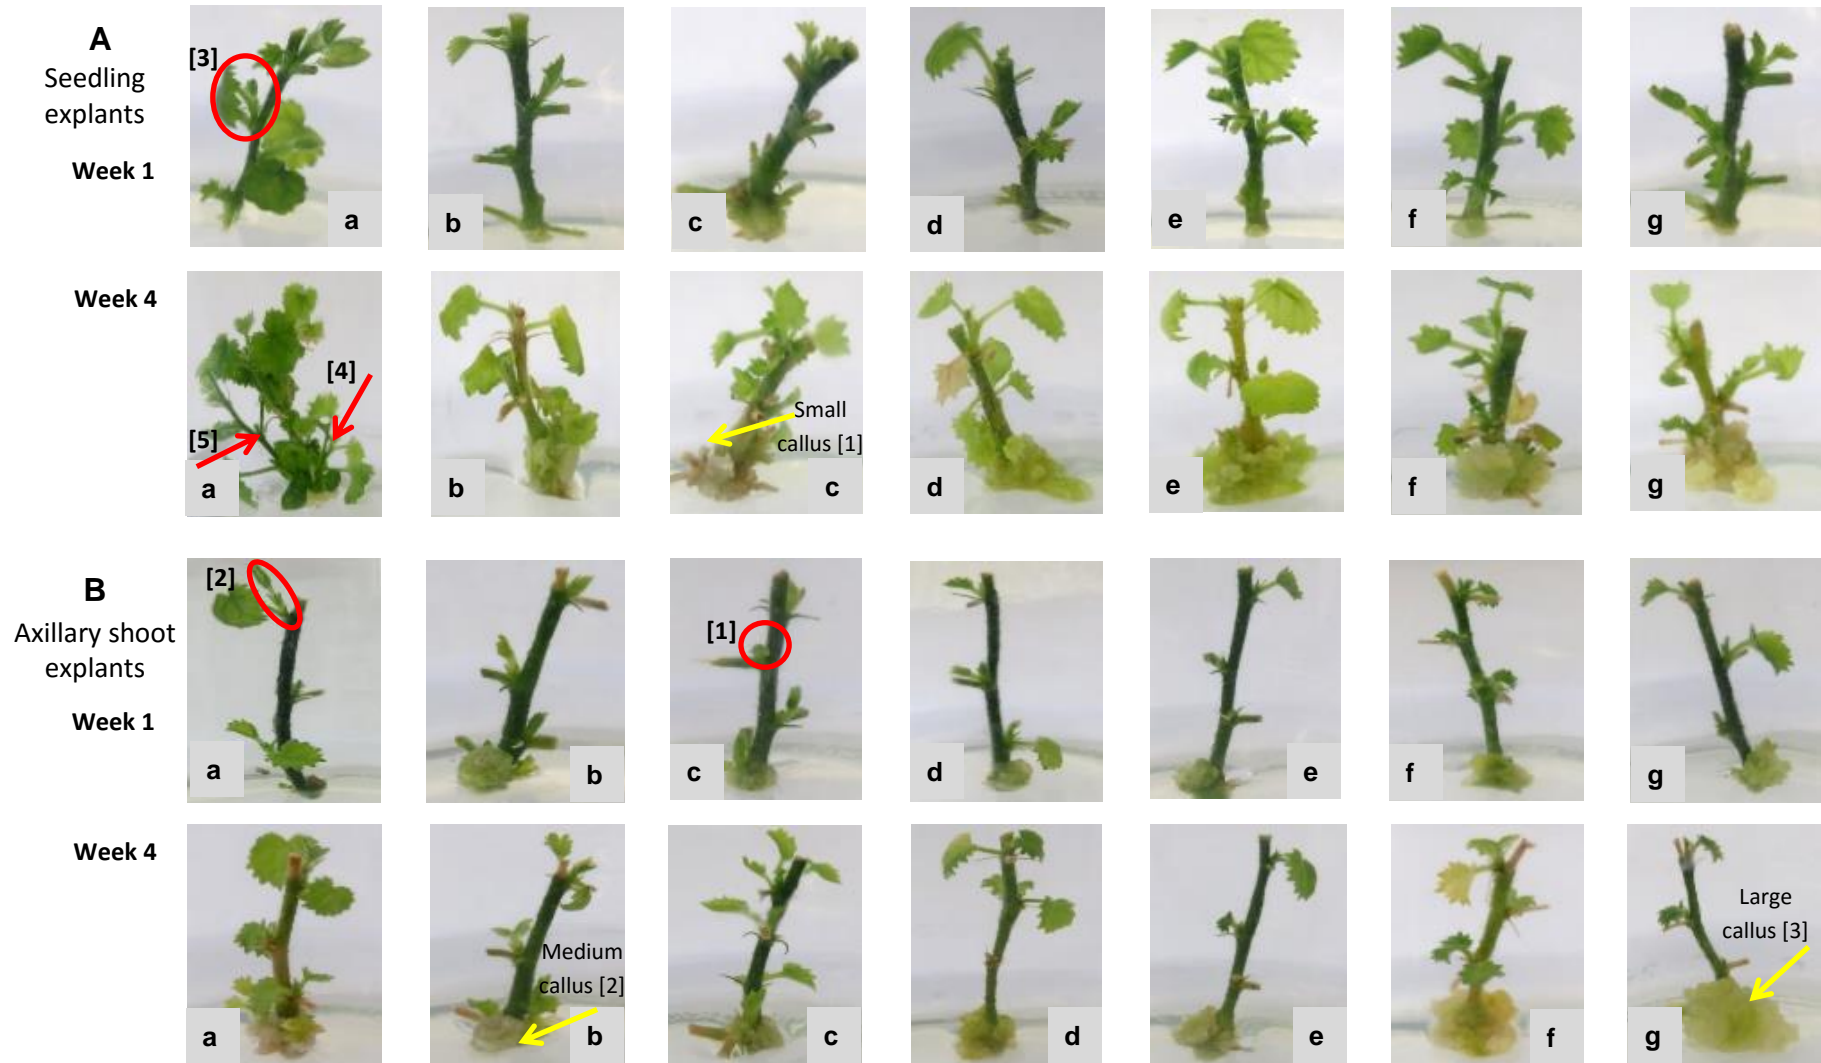 A
Seedling
explants
Week 1
[3]
a
b
c
d
e
f
g
Week 4
[4]
[5]
Small
callus [1]
a
b
c
d
e
f
g
B
Axillary shoot
explants
Week 1
[2]
[1]
a
b
c
d
e
f
g
Week 4
Medium
callus [2]
Large
callus [3]
a
b
c
d
e
f
g